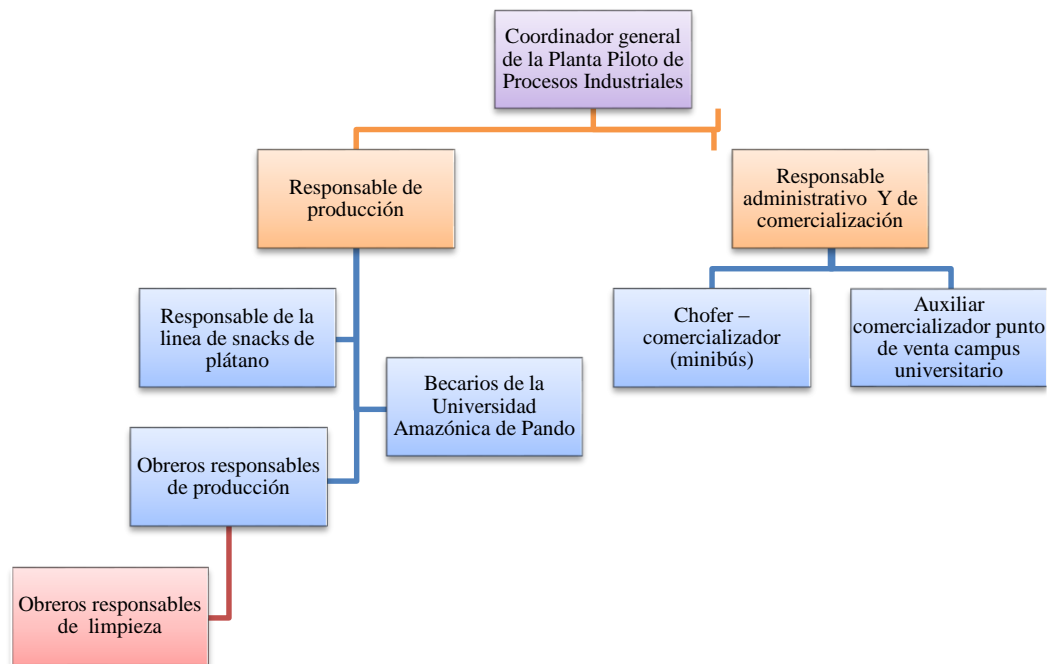 Coordinador general
de la Planta Piloto de
Procesos Industriales
Responsable de
producción
Responsable
administrativo Y de
comercialización
Responsable de la
linea de snacks de
plátano
Chofer –
comercializador
(minibús)
Auxiliar
comercializador punto
de venta campus
universitario
Becarios de la
Universidad
Amazónica de Pando
Obreros responsables
de producción
Obreros responsables
de limpieza